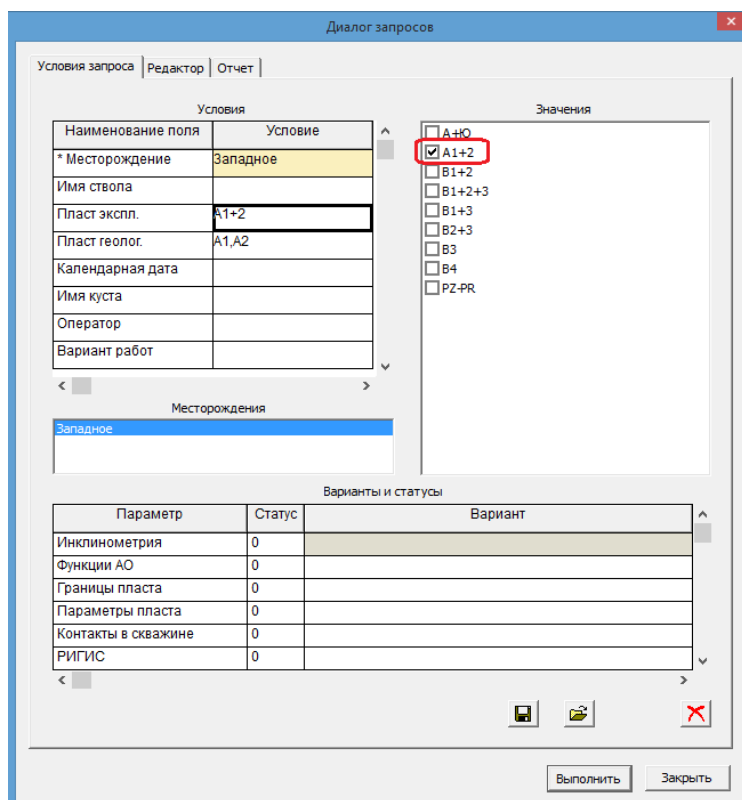 Диалог запросов
Условия запроса Редактор Отчет
Условия
Наименование поля Условие
* Месторождение Западное
Имя ствола
Пласт экспл. А1+2
Пласт геолог. А1,А2
Календарная дата
Имя куста
Оператор
Вариант работ
Значения
А+Ю
А1+2
В1+2
В1+2+3
В1+3
В2+3
В3
В4
PZ-PR
Месторождения
Западное
Варианты и статусы
Параметр Статус Вариант
Инклинометрия 0
Функции АО 0
Границы пласта 0
Параметры пласта 0
Контакты в скважине 0
РИГИС 0
Выполнить Закрыть